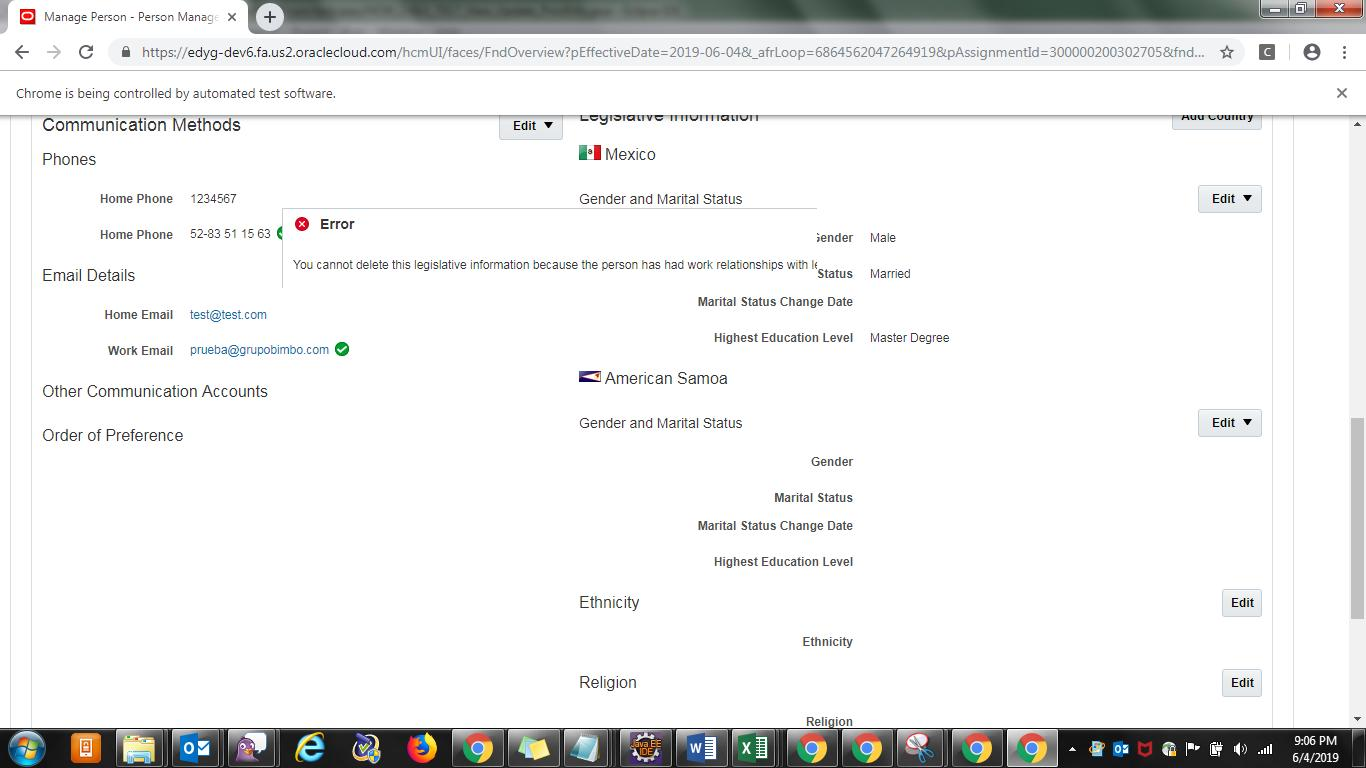 Manage Person - Person Manage
https://edyg-dev6.fa.us2.oraclecloud.com/hcmUI/faces/FndOverview?pEffectiveDate=2019-06-04&_afrLoop=6864562047264919&pAssignmentId=300000200302705&fnd...
C
Chrome is being controlled by automated test software.
Communication Methods
Edit
Phones
Home Phone 1234567
Home Phone 52-83 51 15 63
Email Details
Home Email test@test.com
Work Email prueba@grupobimbo.com
Other Communication Accounts
Order of Preference
Error
You cannot delete this legislative information because the person has had work relationships with le
Legislative Information
Add Country
Mexico
Gender and Marital Status
Edit
Gender Male
Status Married
Marital Status Change Date
Highest Education Level Master Degree
American Samoa
Gender and Marital Status
Edit
Gender
Marital Status
Marital Status Change Date
Highest Education Level
Ethnicity
Edit
Ethnicity
Religion
Edit
Religion
Java EE
IDE
9:06 PM
6/4/2019